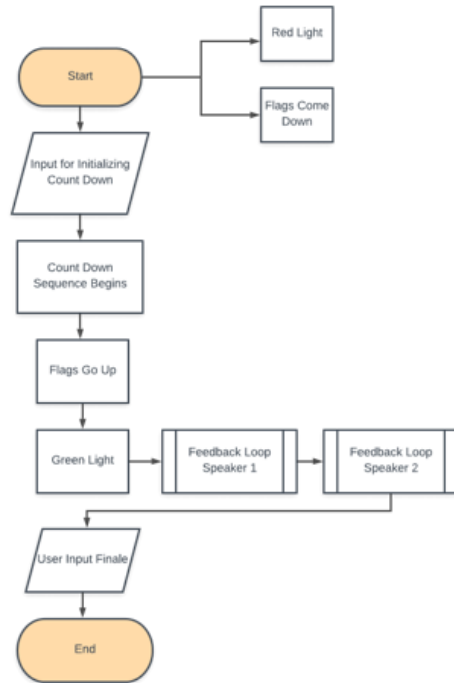 Red Light
Start
Flags Come
Down
Input for Initializing
Count Down
Count Down
Sequence Begins
Flags Go Up
Green Light
Feedback Loop
Speaker 1
Feedback Loop
Speaker 2
User Input Finale
End